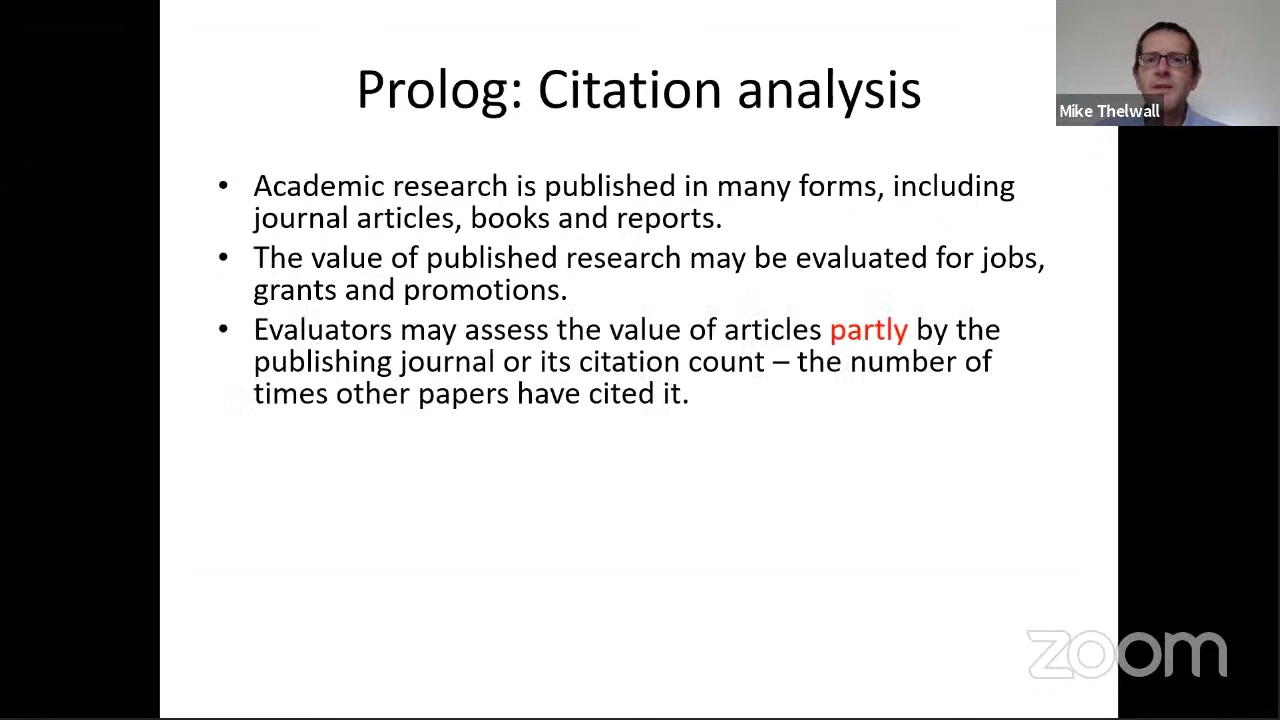 Prolog: Citation analysis
Mike Thelwall
• Academic research is published in many forms, including
journal articles, books and reports.
• The value of published research may be evaluated for jobs,
grants and promotions.
• Evaluators may assess the value of articles partly by the
publishing journal or its citation count – the number of
times other papers have cited it.
zoom